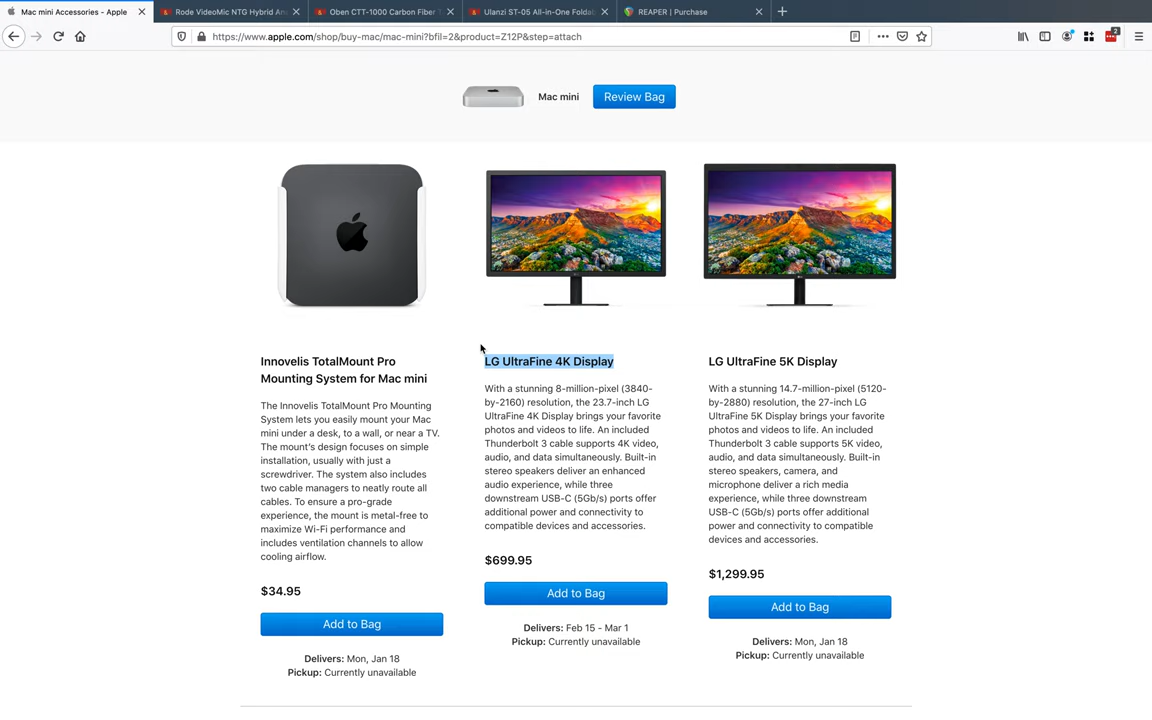 Mac mini Accessories - Apple
Rode VideoMic NTG Hybrid An
Oben CTT-1000 Carbon Fiber T
Ulanzi ST-05 All-in-One Foldab
REAPER | Purchase
https://www.apple.com/shop/buy-mac/mac-mini?bfil=2&product=Z12P&step=attach
2
Mac mini
Review Bag
Innovelis TotalMount Pro
Mounting System for Mac mini
The Innovelis TotalMount Pro Mounting
System lets you easily mount your Mac
mini under a desk, to a wall, or near a TV.
The mount's design focuses on simple
installation, usually with just a
screwdriver. The system also includes
two cable managers to neatly route all
cables. To ensure a pro-grade
experience, the mount is metal-free to
maximize Wi-Fi performance and
includes ventilation channels to allow
cooling airflow.
$34.95
Add to Bag
Delivers: Mon, Jan 18
Pickup: Currently unavailable
LG UltraFine 4K Display
With a stunning 8-million-pixel (3840-
by-2160) resolution, the 23.7-inch LG
UltraFine 4K Display brings your favorite
photos and videos to life. An included
Thunderbolt 3 cable supports 4K video,
audio, and data simultaneously. Built-in
stereo speakers deliver an enhanced
audio experience, while three
downstream USB-C (5Gb/s) ports offer
additional power and connectivity to
compatible devices and accessories.
$699.95
Add to Bag
Delivers: Feb 15 - Mar 1
Pickup: Currently unavailable
LG UltraFine 5K Display
With a stunning 14.7-million-pixel (5120-
by-2880) resolution, the 27-inch LG
UltraFine 5K Display brings your favorite
photos and videos to life. An included
Thunderbolt 3 cable supports 5K video,
audio, and data simultaneously. Built-in
stereo speakers, camera, and
microphone deliver a rich media
experience, while three downstream
USB-C (5Gb/s) ports offer additional
power and connectivity to compatible
devices and accessories.
$1,299.95
Add to Bag
Delivers: Mon, Jan 18
Pickup: Currently unavailable